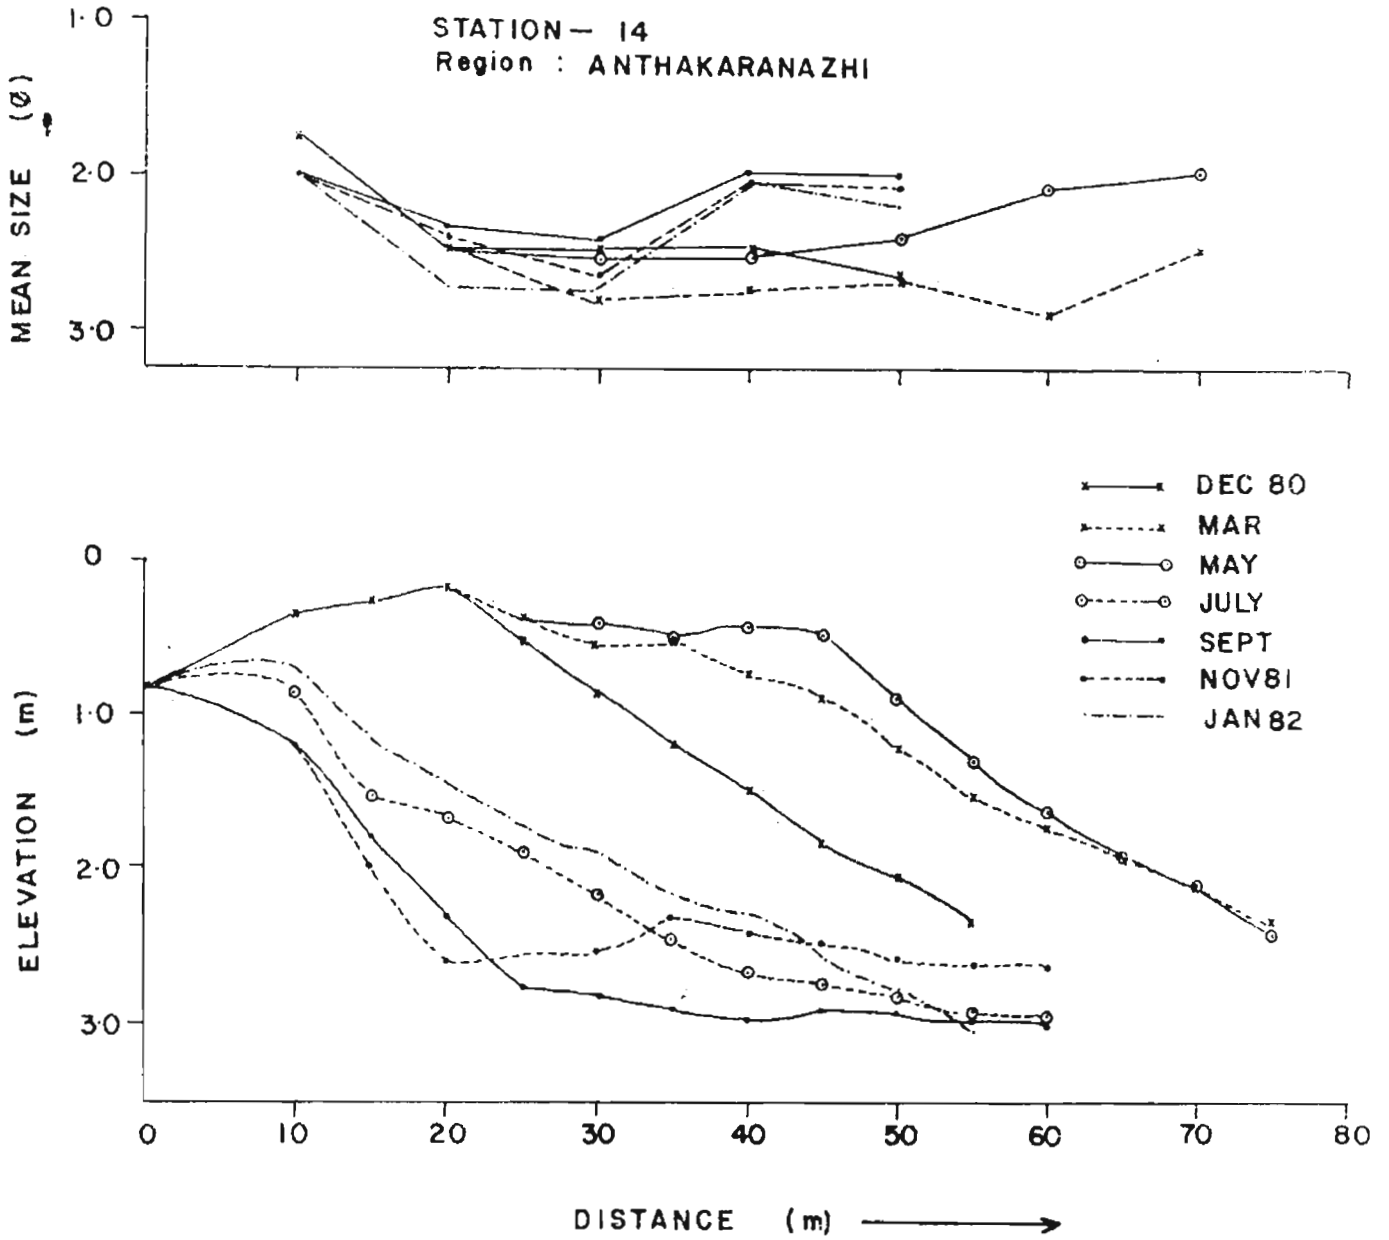 STATION — 14
Region : ANTHAKARANAZHI
MEAN SIZE (Ø)
1·0
2·0
3·0
DEC 80
MAR
MAY
JULY
SEPT
NOV 81
JAN 82
ELEVATION (m)
0
1·0
2·0
3·0
0 10 20 30 40 50 60 70 80
DISTANCE (m)